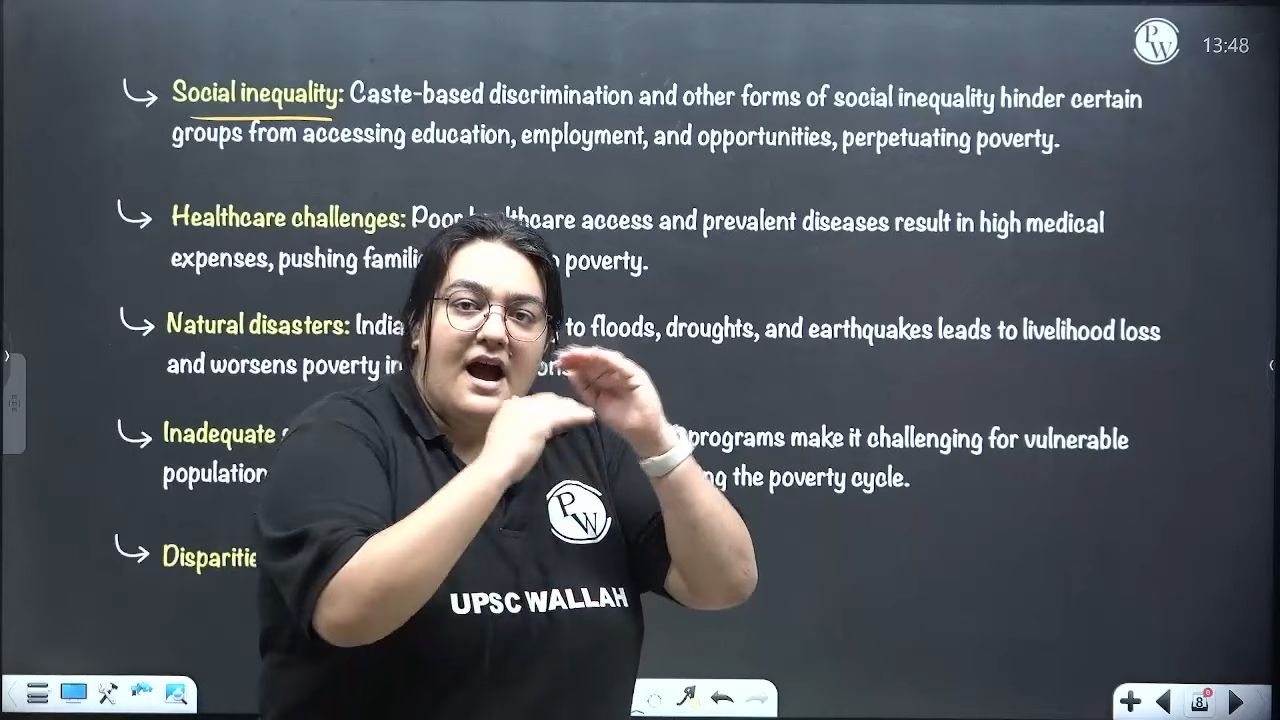 PW
13:48
Social inequality: Caste-based discrimination and other forms of social inequality hinder certain
groups from accessing education, employment, and opportunities, perpetuating poverty.
Healthcare challenges: Poor access and prevalent diseases result in high medical
expenses, pushing poverty.
Natural disasters: to floods, droughts, and earthquakes leads to livelihood loss
and worsens poverty
Inadequate programs make it challenging for vulnerable
the poverty cycle.
PW
UPSC WALLAH
8